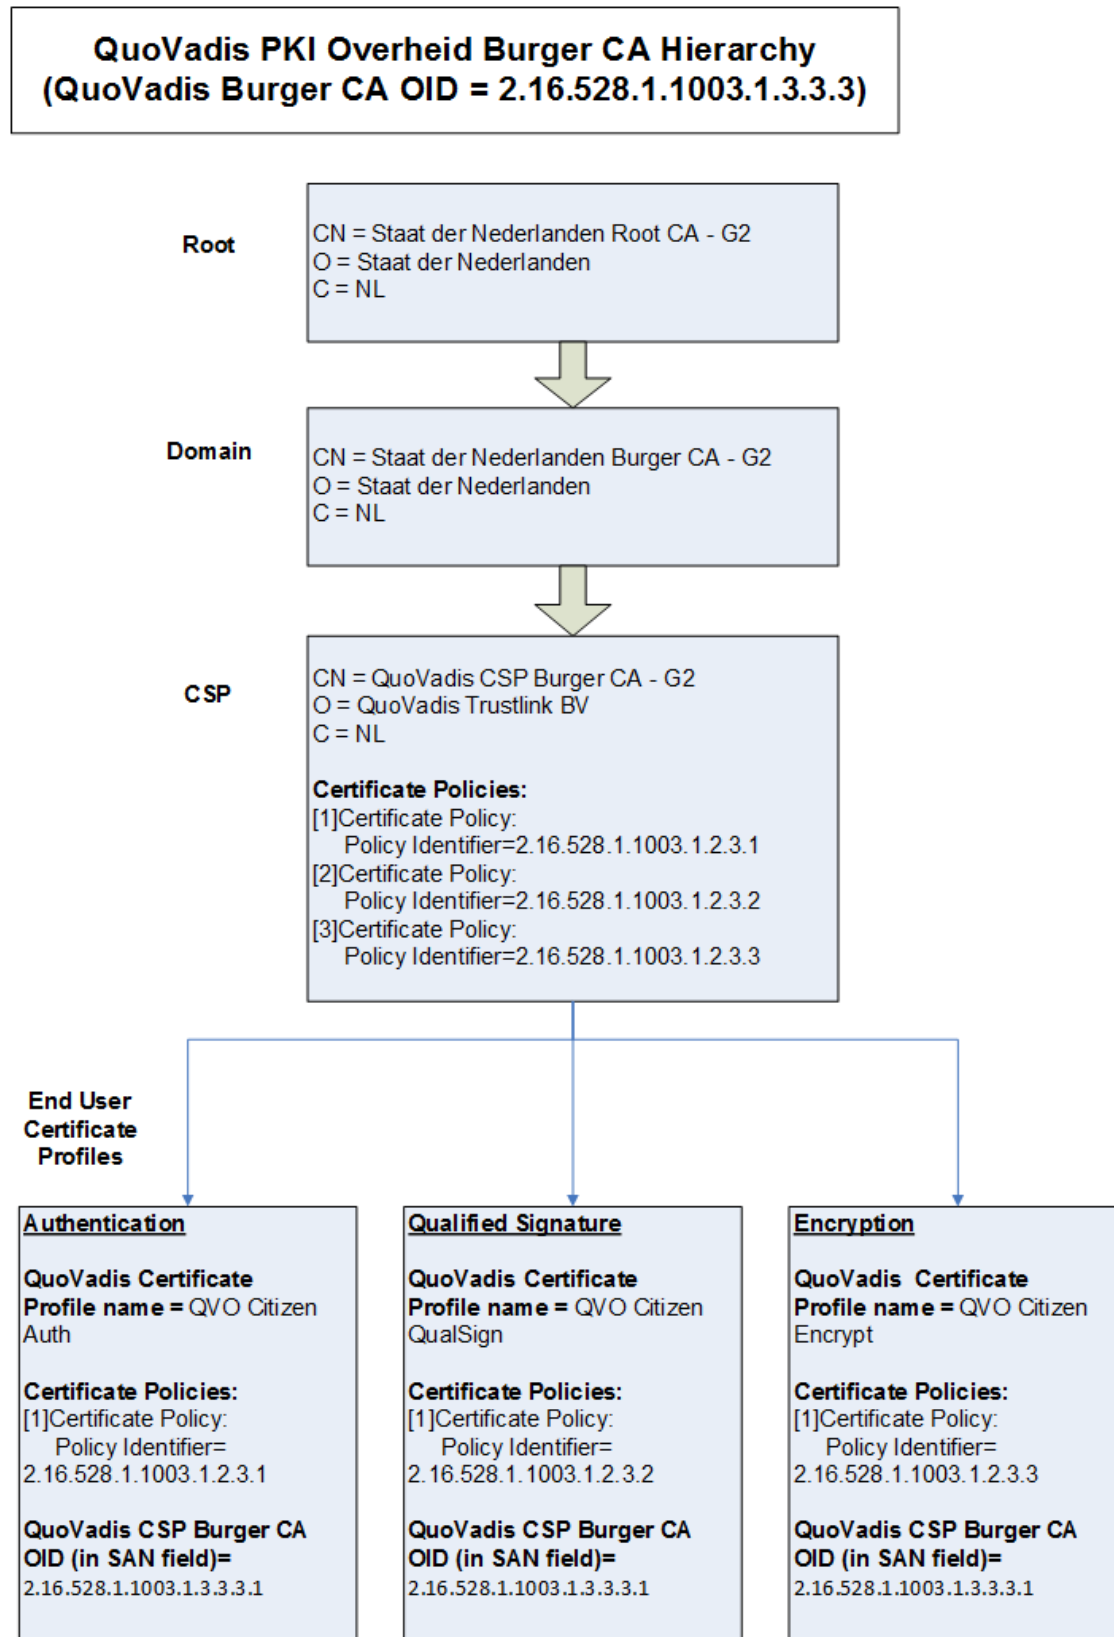 QuoVadis PKI Overheid Burger CA Hierarchy
(QuoVadis Burger CA OID = 2.16.528.1.1003.1.3.3.3)
Root
CN = Staat der Nederlanden Root CA - G2
O = Staat der Nederlanden
C = NL
Domain
CN = Staat der Nederlanden Burger CA - G2
O = Staat der Nederlanden
C = NL
CSP
CN = QuoVadis CSP Burger CA - G2
O = QuoVadis Trustlink BV
C = NL
Certificate Policies:
[1]Certificate Policy:
Policy Identifier=2.16.528.1.1003.1.2.3.1
[2]Certificate Policy:
Policy Identifier=2.16.528.1.1003.1.2.3.2
[3]Certificate Policy:
Policy Identifier=2.16.528.1.1003.1.2.3.3
End User
Certificate
Profiles
Authentication
QuoVadis Certificate
Profile name = QVO Citizen
Auth
Certificate Policies:
[1]Certificate Policy:
Policy Identifier=
2.16.528.1.1003.1.2.3.1
QuoVadis CSP Burger CA
OID (in SAN field)=
2.16.528.1.1003.1.3.3.3.1
Qualified Signature
QuoVadis Certificate
Profile name = QVO Citizen
QualSign
Certificate Policies:
[1]Certificate Policy:
Policy Identifier=
2.16.528.1.1003.1.2.3.2
QuoVadis CSP Burger CA
OID (in SAN field)=
2.16.528.1.1003.1.3.3.3.1
Encryption
QuoVadis  Certificate
Profile name = QVO Citizen
Encrypt
Certificate Policies:
[1]Certificate Policy:
Policy Identifier=
2.16.528.1.1003.1.2.3.3
QuoVadis CSP Burger CA
OID (in SAN field)=
2.16.528.1.1003.1.3.3.3.1